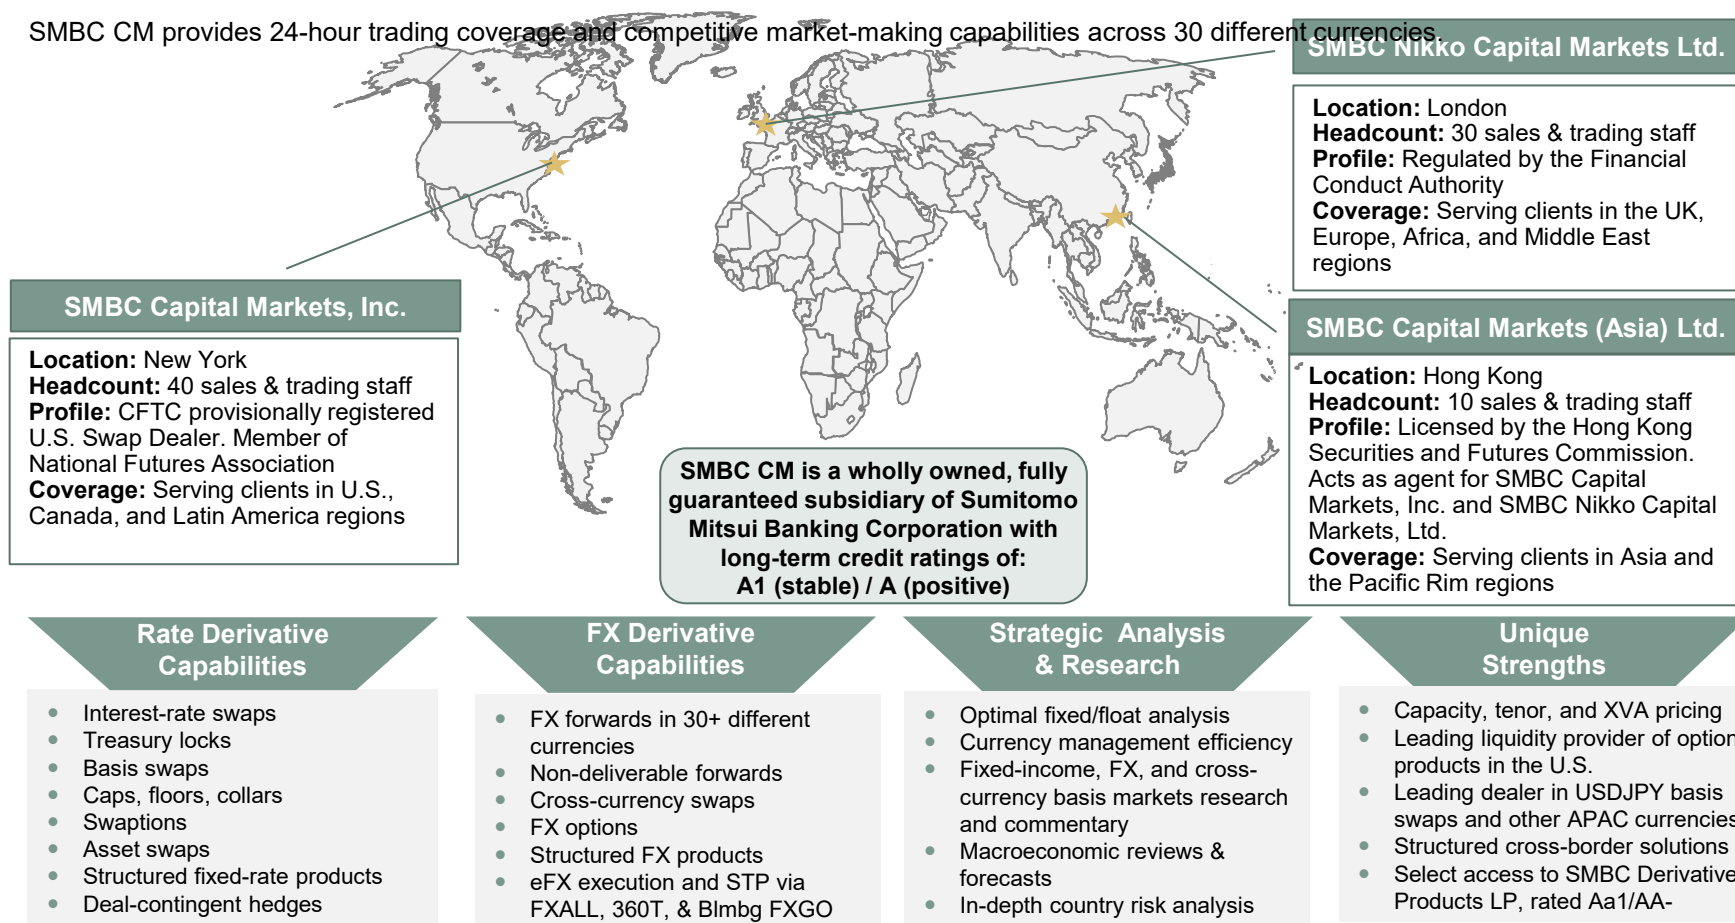 SMBC CM provides 24-hour trading coverage and competitive market-making capabilities across 30 different currencies.
SMBC Nikko Capital Markets Ltd.
Location: London
Headcount: 30 sales & trading staff
Profile: Regulated by the Financial
Conduct Authority
Coverage: Serving clients in the UK,
Europe, Africa, and Middle East
regions
SMBC Capital Markets, Inc.
Location: New York
Headcount: 40 sales & trading staff
Profile: CFTC provisionally registered
U.S. Swap Dealer. Member of
National Futures Association
Coverage: Serving clients in U.S.,
Canada, and Latin America regions
SMBC Capital Markets (Asia) Ltd.
Location: Hong Kong
Headcount: 10 sales & trading staff
Profile: Licensed by the Hong Kong
Securities and Futures Commission.
Acts as agent for SMBC Capital
Markets, Inc. and SMBC Nikko Capital
Markets, Ltd.
Coverage: Serving clients in Asia and
the Pacific Rim regions
SMBC CM is a wholly owned, fully
guaranteed subsidiary of Sumitomo
Mitsui Banking Corporation with
long-term credit ratings of:
A1 (stable) / A (positive)
Rate Derivative
Capabilities
• Interest-rate swaps
• Treasury locks
• Basis swaps
• Caps, floors, collars
• Swaptions
• Asset swaps
• Structured fixed-rate products
• Deal-contingent hedges
FX Derivative
Capabilities
• FX forwards in 30+ different
currencies
• Non-deliverable forwards
• Cross-currency swaps
• FX options
• Structured FX products
• eFX execution and STP via
FXALL, 360T, & Blmbg FXGO
Strategic Analysis
& Research
• Optimal fixed/float analysis
• Currency management efficiency
• Fixed-income, FX, and cross-
currency basis markets research
and commentary
• Macroeconomic reviews &
forecasts
• In-depth country risk analysis
Unique
Strengths
• Capacity, tenor, and XVA pricing
• Leading liquidity provider of option
products in the U.S.
• Leading dealer in USDJPY basis
swaps and other APAC currencies
• Structured cross-border solutions
• Select access to SMBC Derivative
Products LP, rated Aa1/AA-